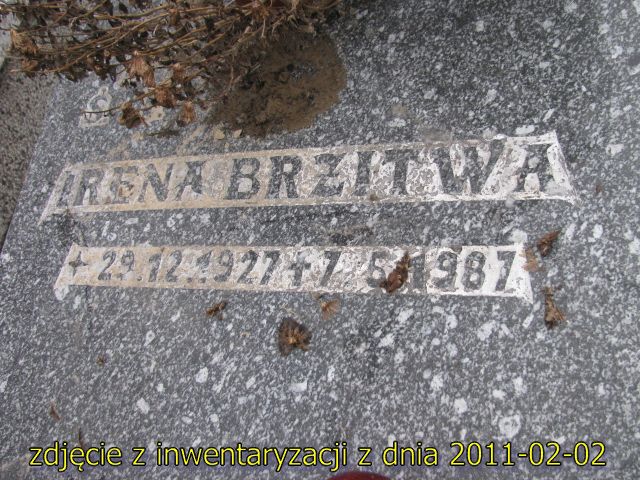 IRENA BRZITWA
+ 29.12.1927 + 7.6.1987
zdjęcie z inwentaryzacji z dnia 2011-02-02